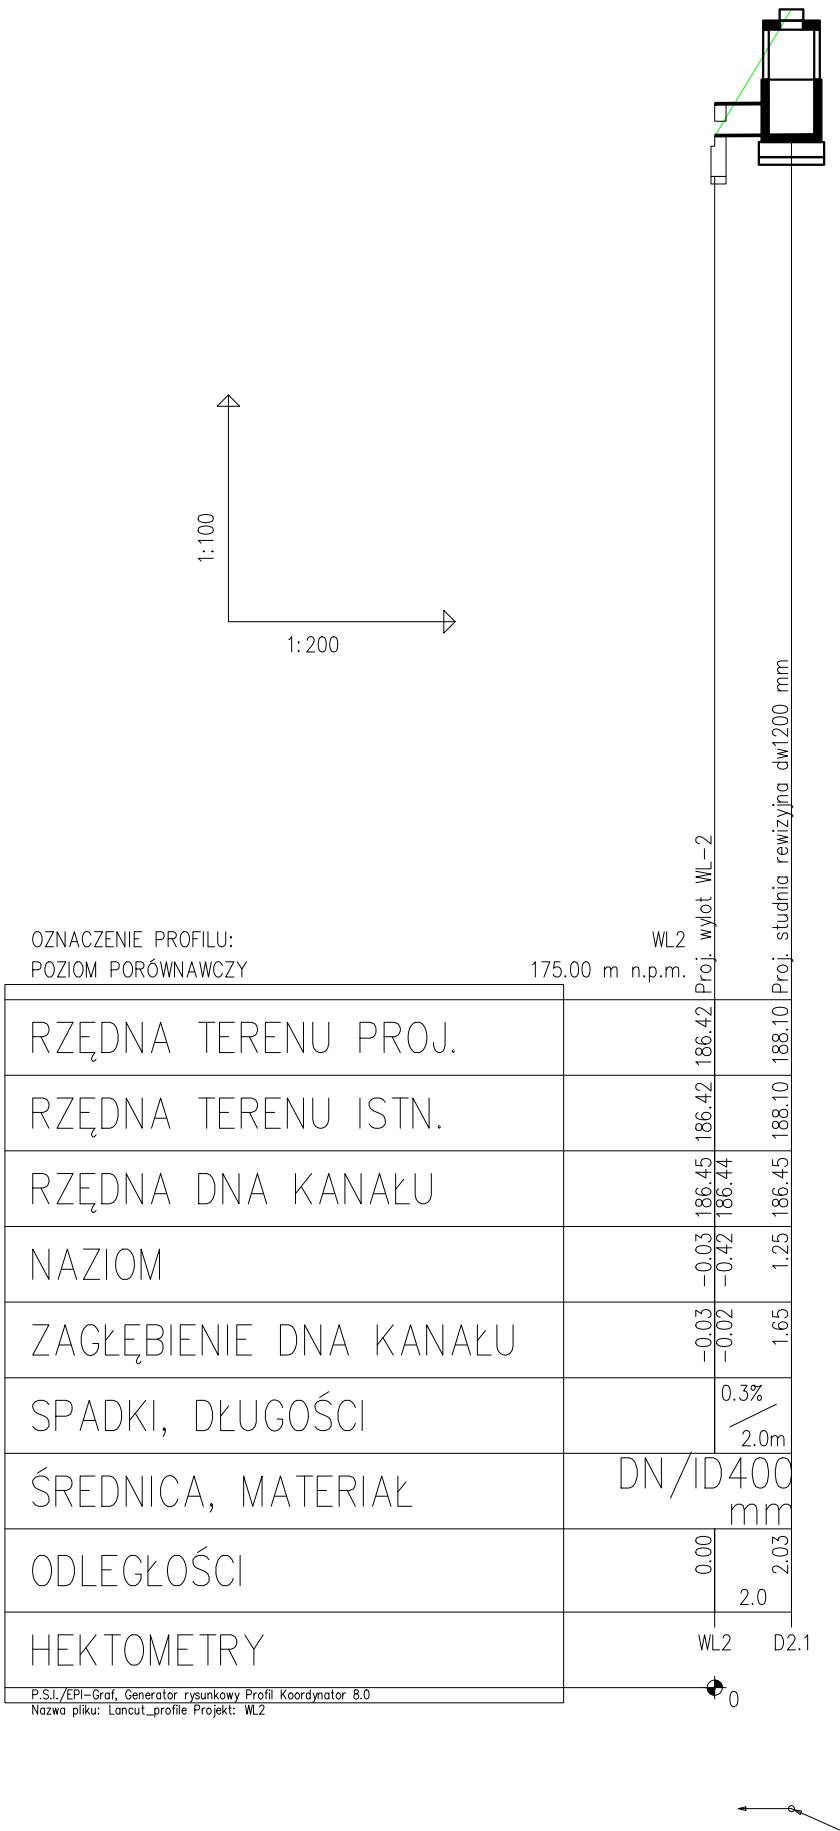 1:100
1:200
Proj. wylot WL-2
Proj. studnia rewizyjna dw1200 mm
OZNACZENIE PROFILU: WL2
POZIOM PORÓWNAWCZY 175.00 m n.p.m.
RZĘDNA TERENU PROJ. 186.42 188.10
RZĘDNA TERENU ISTN. 186.42 188.10
RZĘDNA DNA KANAŁU 186.45 186.44 186.45
NAZIOM -0.03 -0.42 1.25
ZAGŁĘBIENIE DNA KANAŁU -0.03 -0.02 1.65
SPADKI, DŁUGOŚCI 0.3% 2.0m
ŚREDNICA, MATERIAŁ DN/ID400
mm
ODLEGŁOŚCI 0.00 2.0 2.03
HEKTOMETRY WL2 D2.1
0
P.S.I./EPI-Graf, Generator rysunkowy Profil Koordynator 8.0
Nazwa pliku: Lancut_profile Projekt: WL2